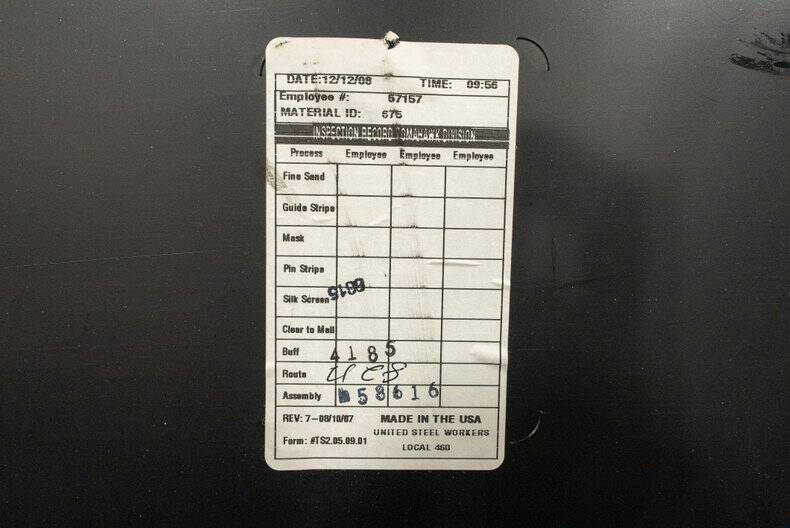 DATE:12/12/08 TIME: 09:56
Employee #: 57157
MATERIAL ID: 675
INSPECTION RECORD TOMAHAWK DIVISION
Process Employee Employee Employee
Fine Sand
Guide Stripe
Mask
Pin Stripe
Silk Screen
Clear to Mall
Buff 4185
Route
Assembly 58616
REV: 7-08/10/07 MADE IN THE USA
UNITED STEEL WORKERS
Form: #TS2.05.09.01
LOCAL 460